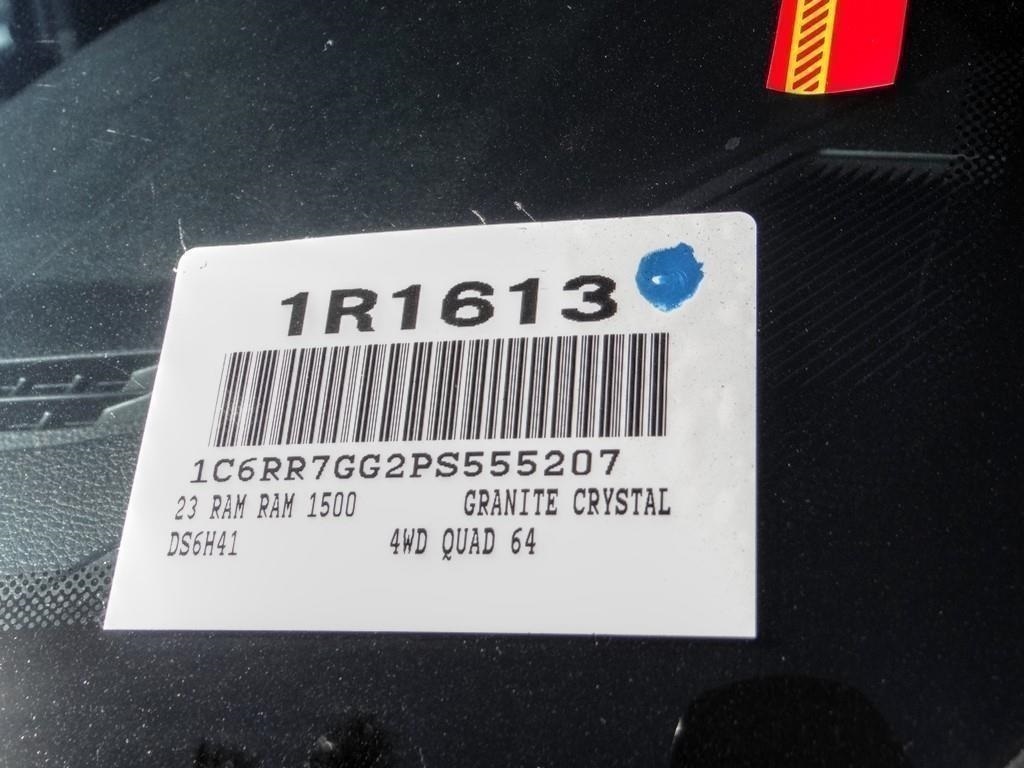 1R1613
1C6RR7GG2PS555207
23 RAM RAM 1500 GRANITE CRYSTAL
DS6H41 4WD QUAD 64